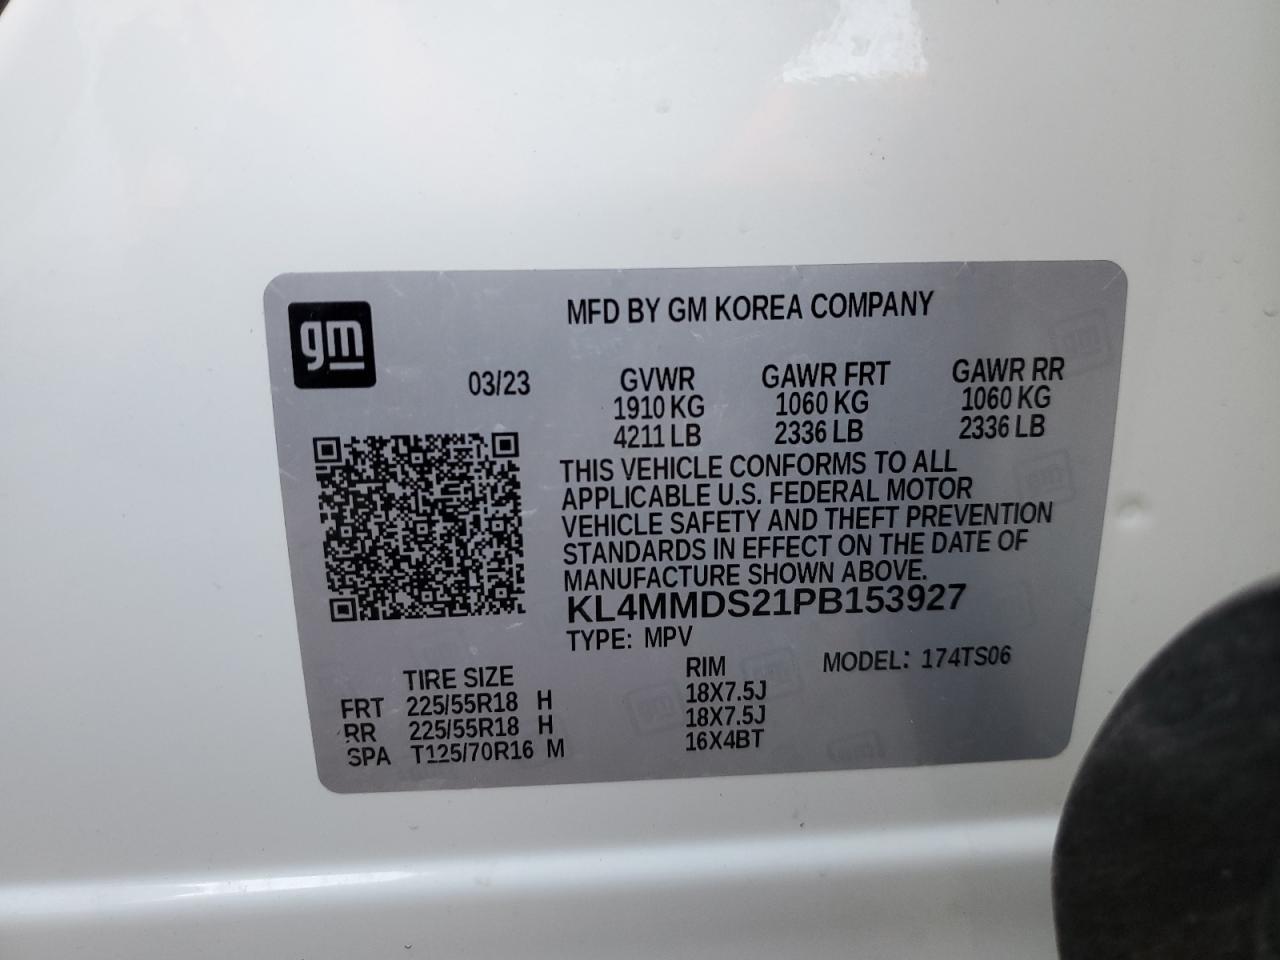 gm
MFD BY GM KOREA COMPANY
03/23
GVWR GAWR FRT GAWR RR
1910 KG 1060 KG 1060 KG
4211 LB 2336 LB 2336 LB
THIS VEHICLE CONFORMS TO ALL
APPLICABLE U.S. FEDERAL MOTOR
VEHICLE SAFETY AND THEFT PREVENTION
STANDARDS IN EFFECT ON THE DATE OF
MANUFACTURE SHOWN ABOVE.
KL4MMDS21PB153927
TYPE: MPV
MODEL: 174TS06
TIRE SIZE RIM
FRT 225/55R18 H 18X7.5J
RR 225/55R18 H 18X7.5J
SPA T125/70R16 M 16X4BT